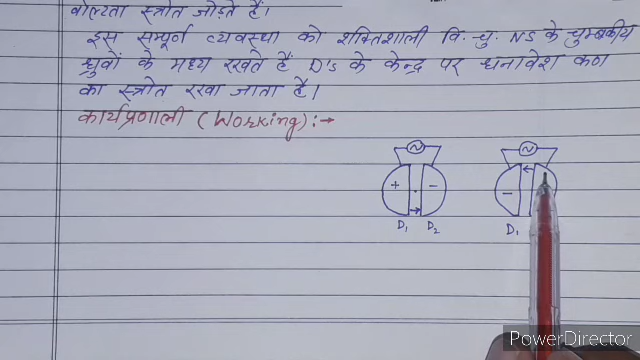 वोल्टता स्त्रोत जोड़ते हैं।
इस सम्पूर्ण व्यवस्था को शक्तिशाली वि. चु. NS के चुम्बकीय
ध्रुवों के मध्य रखते हैं D's के केन्द्र पर धनावेश कण
का स्त्रोत रखा जाता है।
कार्यप्रणाली (Working) :→
N N
+ - -
D₁ D₂ D₁
PowerDirector